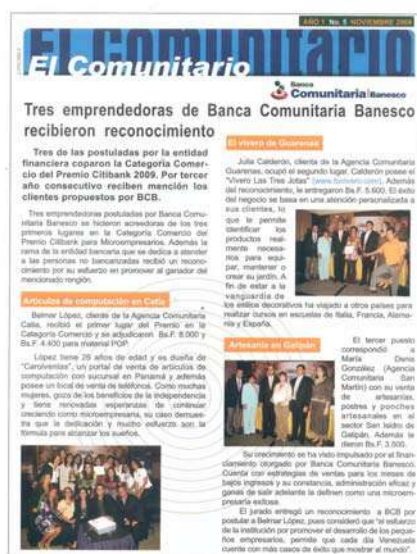 AÑO 1 No. 5 NOVIEMBRE 2009
El Comunitario
El Comunitario
Banca
Comunitaria Banesco
Tres emprendedoras de Banca Comunitaria Banesco
recibieron reconocimiento
Tres de las postuladas por la entidad
financiera coparon la Categoría Comer-
cio del Premio Citibank 2009. Por tercer
año consecutivo reciben mención los
clientes propuestos por BCB.
Tres emprendedoras postuladas por Banca Comu-
nitaria Banesco se hicieron acreedoras de los tres
primeros lugares en la Categoría Comercio del
Premio Citibank para Microempresarios. Además la
rama de la entidad bancaria que se dedica a atender
a las personas no bancarizadas recibió un recono-
cimiento por su esfuerzo en promover al ganador del
mencionado renglón.
Artículos de computación en Catia
Belmar López, cliente de la Agencia Comunitaria
Catia, recibió el primer lugar del Premio en la
Categoría Comercio y se adjudicaron Bs.F. 8.000 y
Bs.F. 4.400 para material POP.
López tiene 26 años de edad y es dueña de
"Carolventas", un portal de venta de artículos de
computación con sucursal en Panamá y además
posee un local de venta de teléfonos. Como muchas
mujeres, goza de los beneficios de la independencia
y tiene renovadas esperanzas de continuar
creciendo como microempresaria, su caso demues-
tra que la dedicación y mucho esfuerzo son la
fórmula para alcanzar los sueños.
El vivero de Guarenas
Julia Calderón, clienta de la Agencia Comunitaria
Guarenas, ocupó el segundo lugar. Calderón posee el
"Vivero Las Tres Jotas" Además
del reconocimiento, le entregaron Bs.F. 5.600. El éxito
del negocio se basa en una atención personalizada a
sus clientes, lo
que le permite
identificar los
productos real-
mente necesa-
rios para equi-
par, mantener o
crear su jardín. A
fin de estar a la
vanguardia de
los estilos decorativos ha viajado a otros países para
realizar cursos en escuelas de Italia, Francia, Alema-
nia y España.
Artesanía en Galipán
El tercer puesto
correspondió a
María Denis
González (Agencia
Comunitaria San
Martín) con su venta
de artesanías,
postres y ponches
artesanales en el
sector San Isidro de
Galipán. Además le
dieron Bs.F. 3.500.
Su crecimiento se ha visto impulsado por el finan-
ciamiento otorgado por Banca Comunitaria Banesco.
Cuenta con estrategias de ventas para los meses de
bajos ingresos y su constancia, administración eficaz y
ganas de salir adelante la definen como una microem-
presaria exitosa.
El jurado entregó un reconocimiento a BCB por
postular a Belmar López, pues consideró que "el esfuerzo
de la institución por promover el desarrollo de los peque-
ños empresarios, permite que cada día Venezuela
cuente con más casos de éxito que mostrar al mundo".